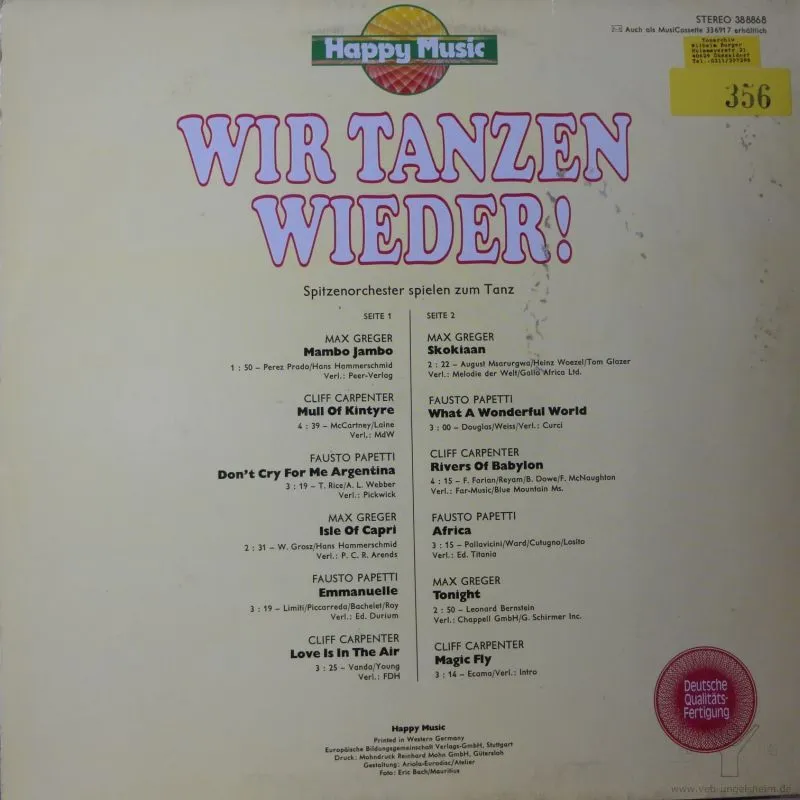 Happy Music
STEREO 388868
Auch als MusiCassette 336917 erhältlich
Tonarchiv
Wilhelm Burger
40629 Düsseldorf
356
WIR TANZEN
WIEDER!
Spitzenorchester spielen zum Tanz
SEITE 1
MAX GREGER
Mambo Jambo
1 : 50 – Perez Prado/Hans Hammerschmid
Verl.: Peer-Verlag
CLIFF CARPENTER
Mull Of Kintyre
4 : 39 – McCartney/Laine
Verl.: MdW
FAUSTO PAPETTI
Don't Cry For Me Argentina
3 : 19 – T. Rice/A. L. Webber
Verl.: Pickwick
MAX GREGER
Isle Of Capri
2 : 31 – W. Grosz/Hans Hammerschmid
Verl.: P. C. R. Arends
FAUSTO PAPETTI
Emmanuelle
3 : 19 – Limiti/Piccarreda/Bachelet/Roy
Verl.: Ed. Durium
CLIFF CARPENTER
Love Is In The Air
3 : 25 – Vanda/Young
Verl.: FDH
SEITE 2
MAX GREGER
Skokiaan
2 : 22 – August Msarurgwa/Heinz Woezel/Tom Glazer
Verl.: Melodie der Welt/Gallo Africa Ltd.
FAUSTO PAPETTI
What A Wonderful World
3 : 00 – Douglas/Weiss/Verl.: Curci
CLIFF CARPENTER
Rivers Of Babylon
4 : 15 – F. Farian/Reyam/B. Dowe/F. McNaughton
Verl.: Far-Music/Blue Mountain Ms.
FAUSTO PAPETTI
Africa
3 : 15 – Pallavicini/Ward/Cutugno/Losito
Verl.: Ed. Titania
MAX GREGER
Tonight
2 : 50 – Leonard Bernstein
Verl.: Chappell GmbH/G. Schirmer Inc.
CLIFF CARPENTER
Magic Fly
3 : 14 – Ecama/Verl.: Intro
Deutsche
Qualitäts-
Fertigung
Happy Music
Printed in Western Germany
Europäische Bildungsgemeinschaft Verlags-GmbH, Stuttgart
Druck: Mohndruck Reinhard Mohn GmbH, Gütersloh
Gestaltung: Ariola-Eurodisc/Atelier
Foto: Eric Bach/Mauritius
www.veb-ungelsheim.de